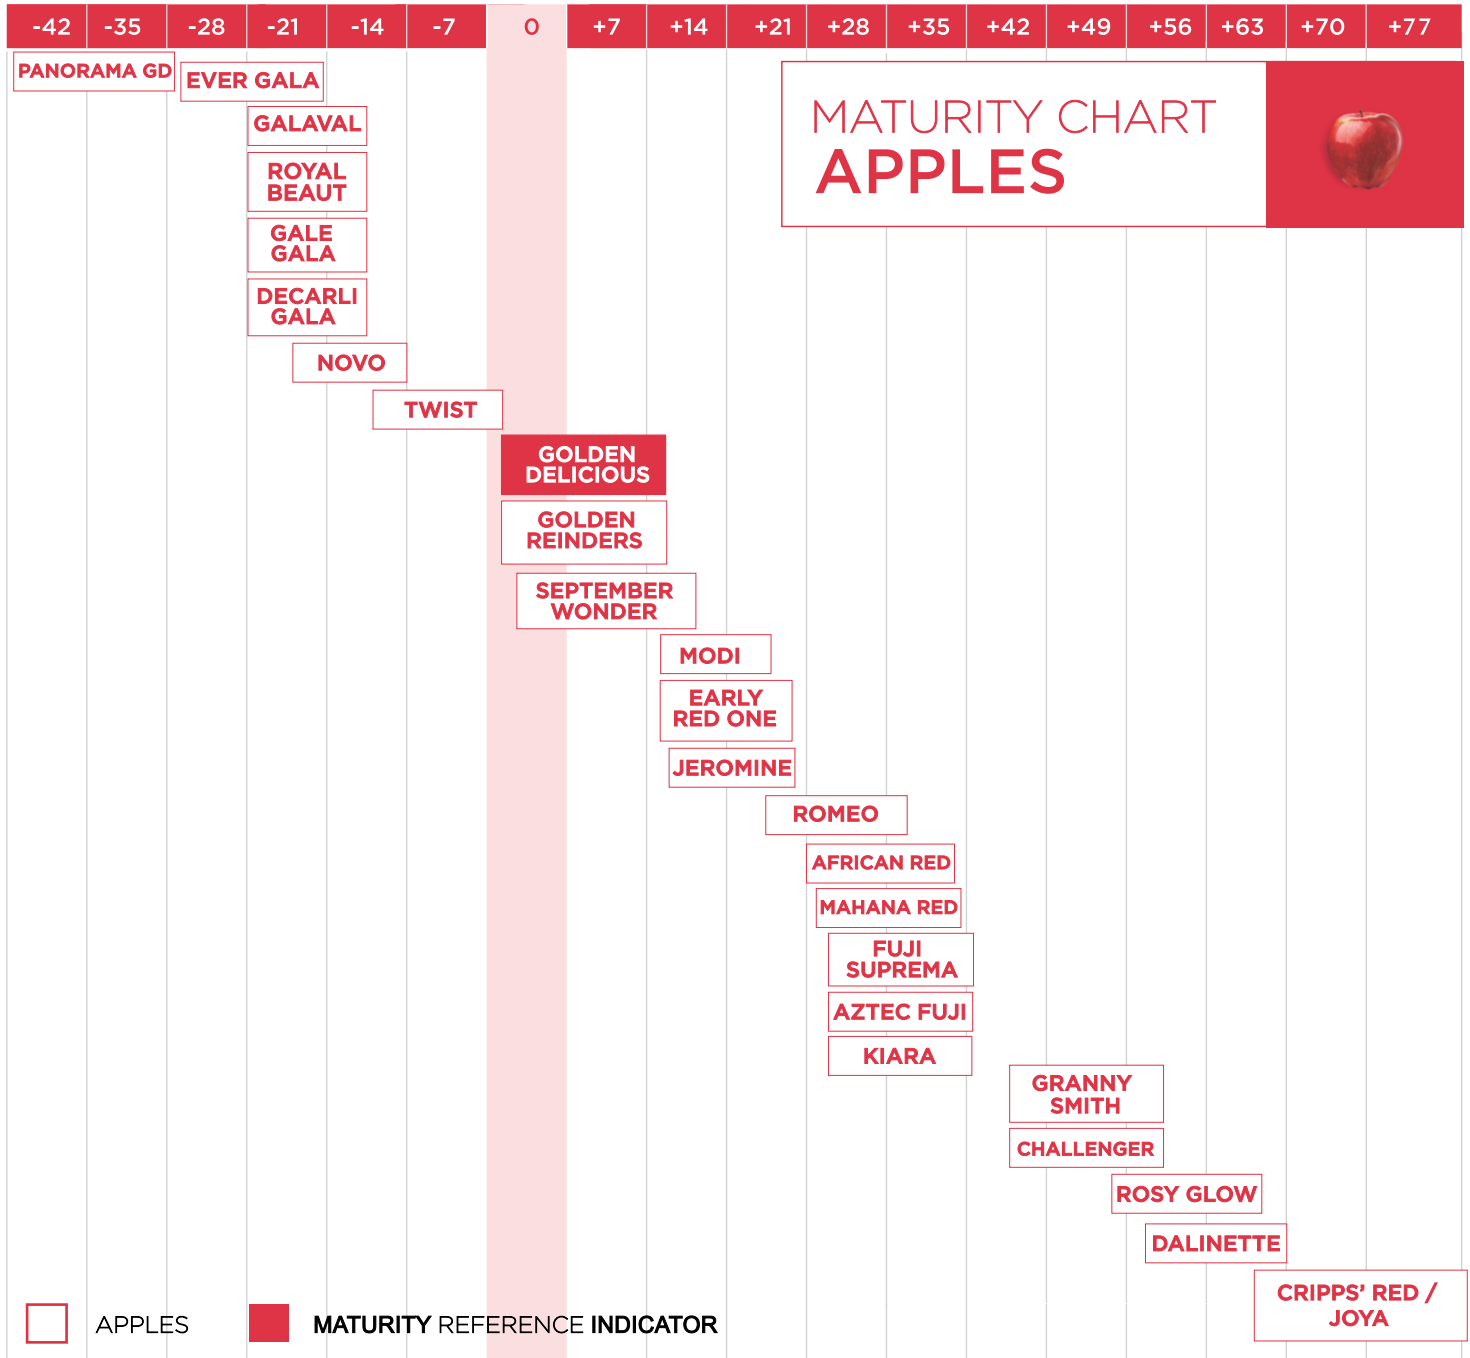 -42 -35 -28 -21 -14 -7 0 +7 +14 +21 +28 +35 +42 +49 +56 +63 +70 +77
MATURITY CHART
APPLES
PANORAMA GD
EVER GALA
GALAVAL
ROYAL
BEAUT
GALE
GALA
DECARLI
GALA
NOVO
TWIST
GOLDEN
DELICIOUS
GOLDEN
REINDERS
SEPTEMBER
WONDER
MODI
EARLY
RED ONE
JEROMINE
ROMEO
AFRICAN RED
MAHANA RED
FUJI
SUPREMA
AZTEC FUJI
KIARA
GRANNY
SMITH
CHALLENGER
ROSY GLOW
DALINETTE
CRIPPS’ RED /
JOYA
APPLES
MATURITY REFERENCE INDICATOR